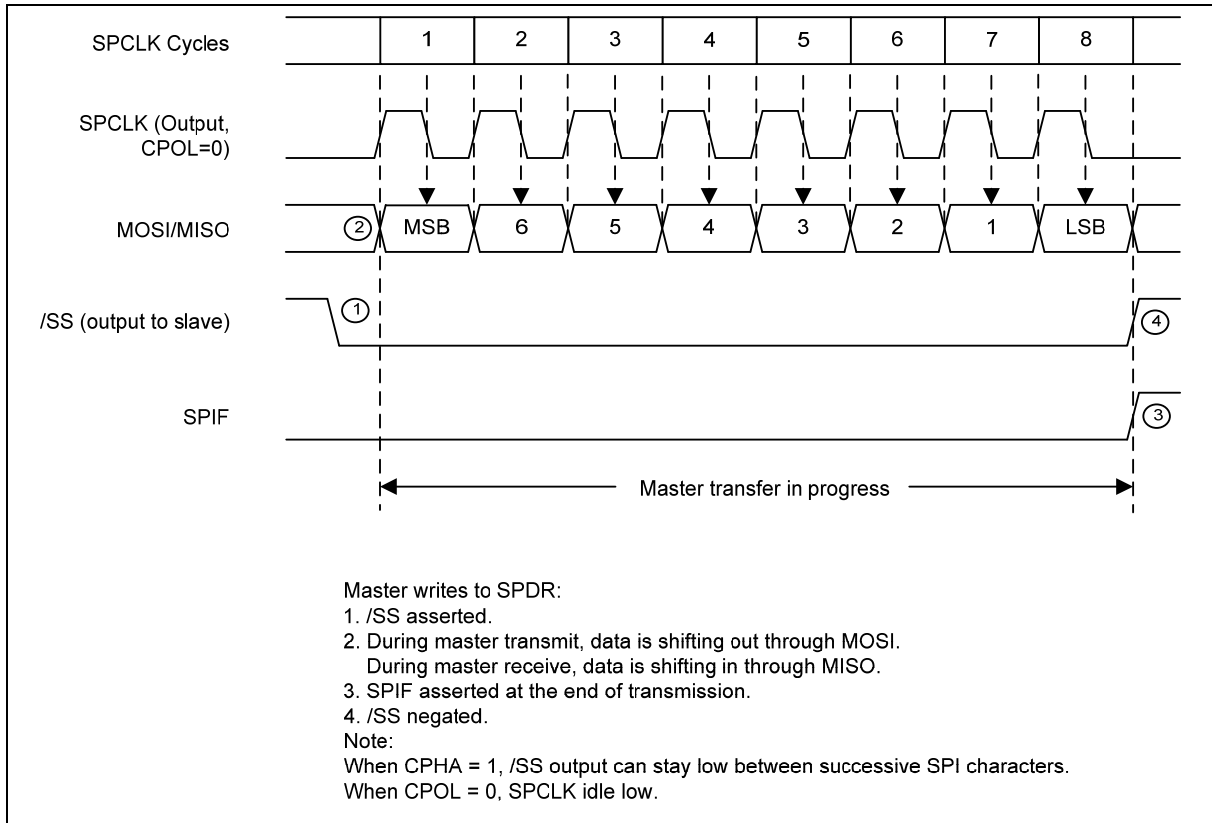 SPCLK Cycles 1 2 3 4 5 6 7 8
SPCLK (Output,
CPOL=0)
MOSI/MISO 2 MSB 6 5 4 3 2 1 LSB
/SS (output to slave) 1 4
SPIF 3
Master transfer in progress
Master writes to SPDR:
1. /SS asserted.
2. During master transmit, data is shifting out through MOSI.
During master receive, data is shifting in through MISO.
3. SPIF asserted at the end of transmission.
4. /SS negated.
Note:
When CPHA = 1, /SS output can stay low between successive SPI characters.
When CPOL = 0, SPCLK idle low.